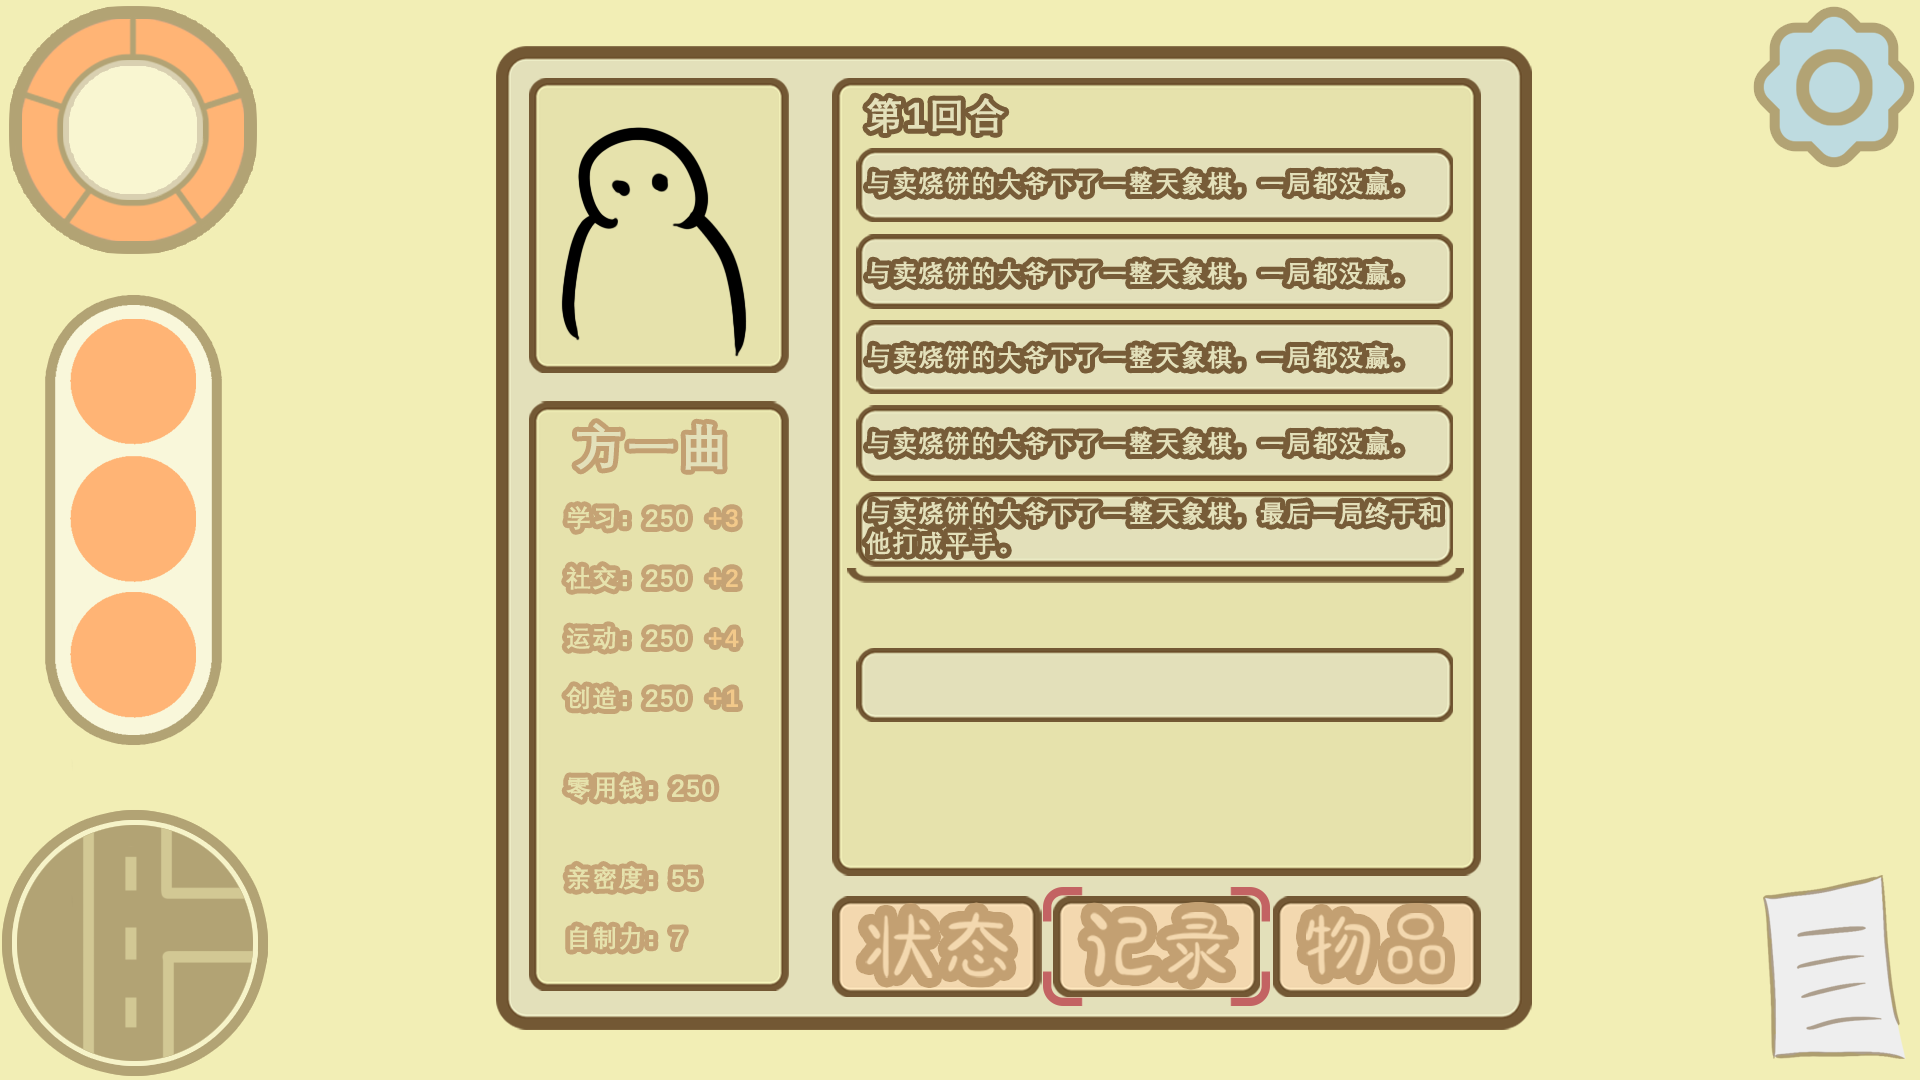 第1回合
与卖烧饼的大爷下了一整天象棋，一局都没赢。
与卖烧饼的大爷下了一整天象棋，一局都没赢。
与卖烧饼的大爷下了一整天象棋，一局都没赢。
与卖烧饼的大爷下了一整天象棋，一局都没赢。
与卖烧饼的大爷下了一整天象棋，最后一局终于和
他打成平手。
方一曲
学习：250 +3
社交：250 +2
运动：250 +4
创造：250 +1
零用钱：250
亲密度：55
自制力：7
状态
记录
物品